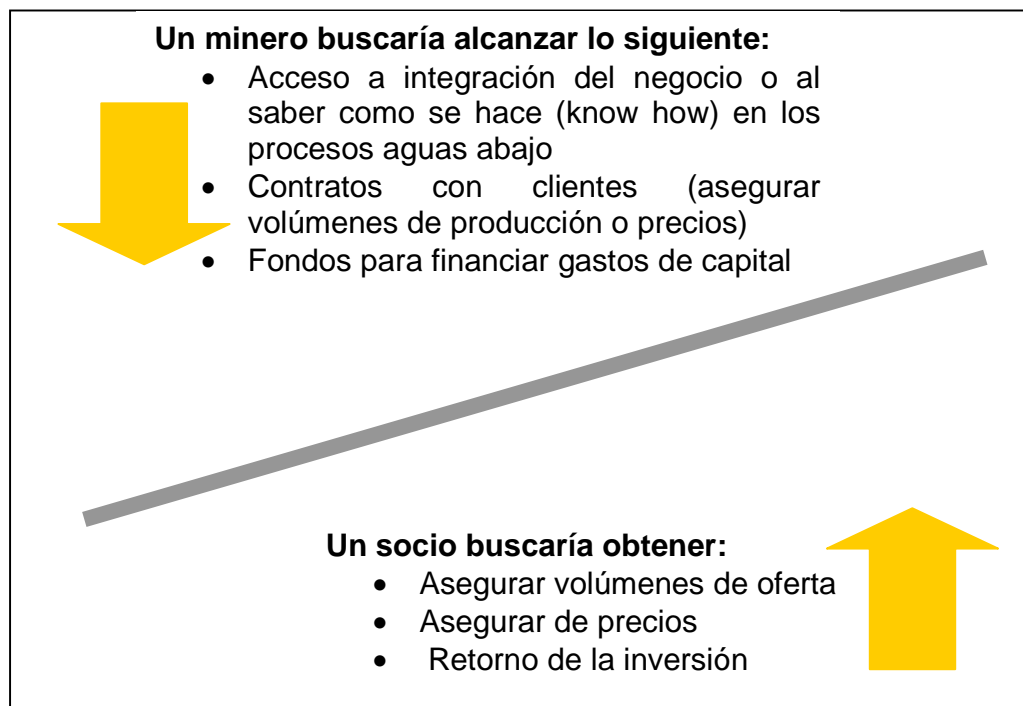 Un minero buscaría alcanzar lo siguiente:
• Acceso a integración del negocio o al
saber como se hace (know how) en los
procesos aguas abajo
• Contratos con clientes (asegurar
volúmenes de producción o precios)
• Fondos para financiar gastos de capital
Un socio buscaría obtener:
• Asegurar volúmenes de oferta
• Asegurar de precios
• Retorno de la inversión